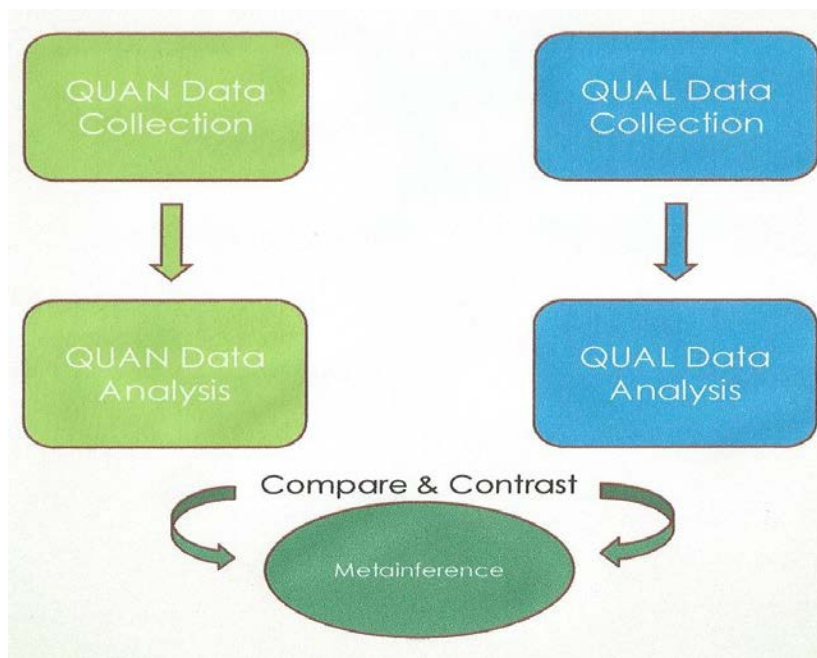 QUAN Data
Collection
QUAL Data
Collection
QUAN Data
Analysis
QUAL Data
Analysis
Compare & Contrast
Metainference